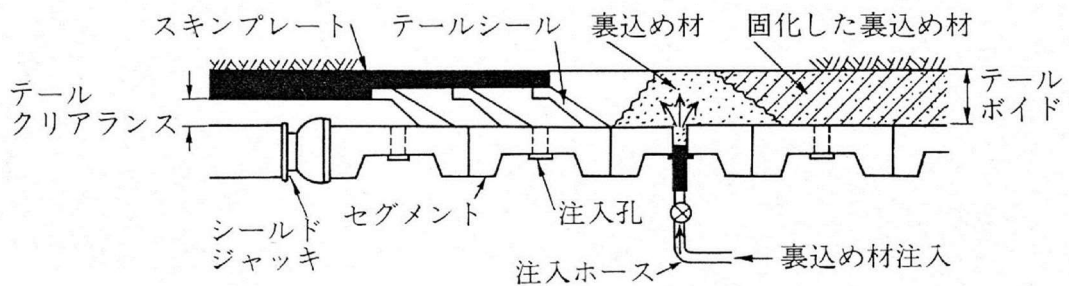 スキンプレート
テールシール
裏込め材
固化した裏込め材
テール
クリアランス
テール
ボイド
シールド
ジャッキ
セグメント
注入孔
注入ホース
裏込め材注入